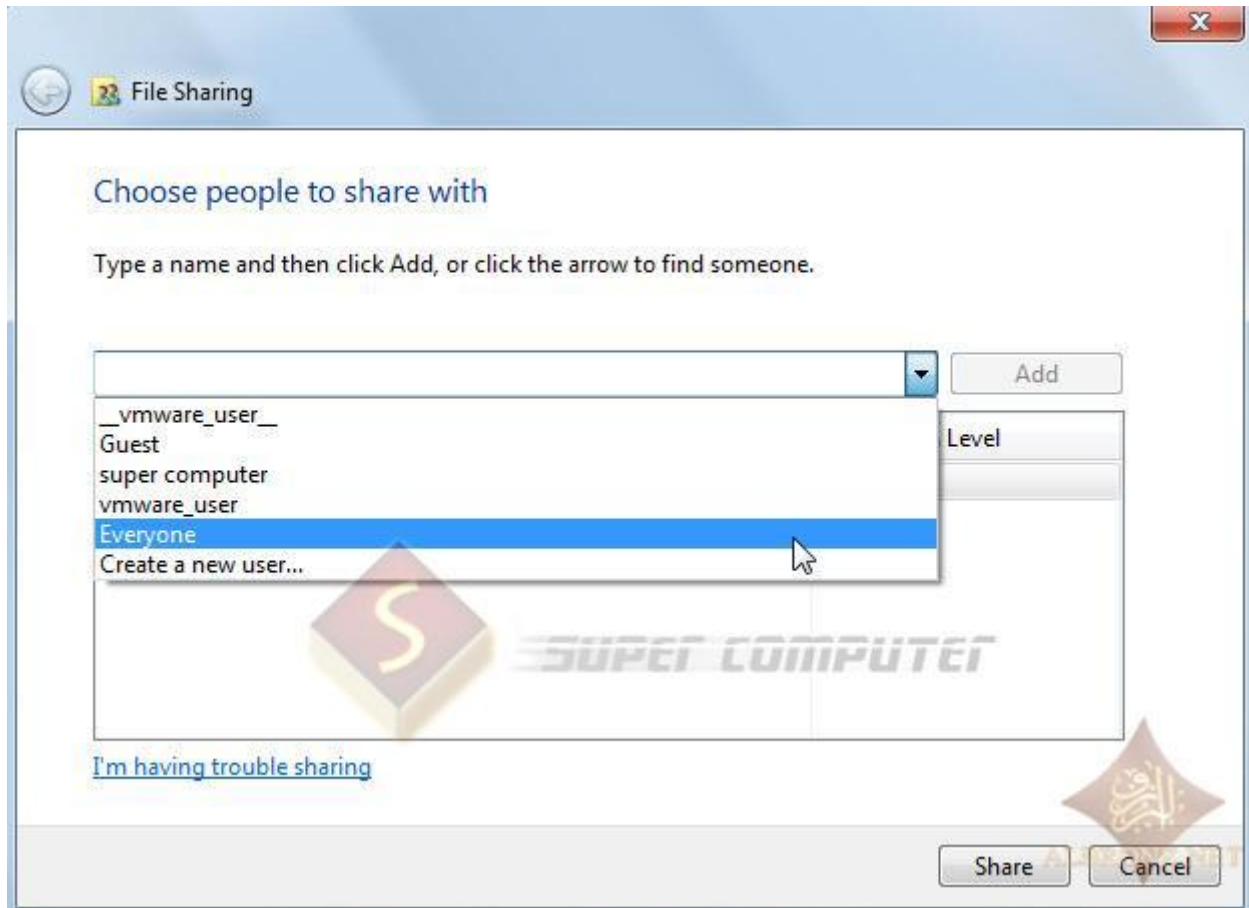 File Sharing
Choose people to share with
Type a name and then click Add, or click the arrow to find someone.
Add
__vmware_user__
Guest
Level
super computer
vmware_user
Everyone
Create a new user...
S
SUPER COMPUTER
I'm having trouble sharing
Share
Cancel